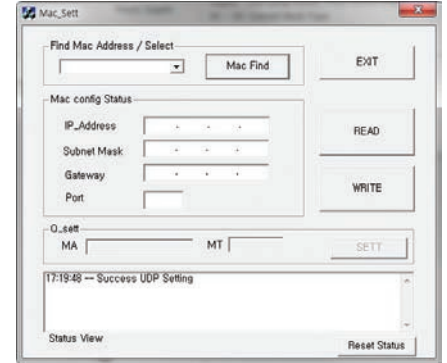 Mac_Sett
Find Mac Address / Select
Mac Find
EXIT
Mac config Status
IP_Address
Subnet Mask
Gateway
Port
READ
WRITE
O_sett
MA
MT
SETT
17:19:48 -- Success UDP Setting
Status View
Reset Status